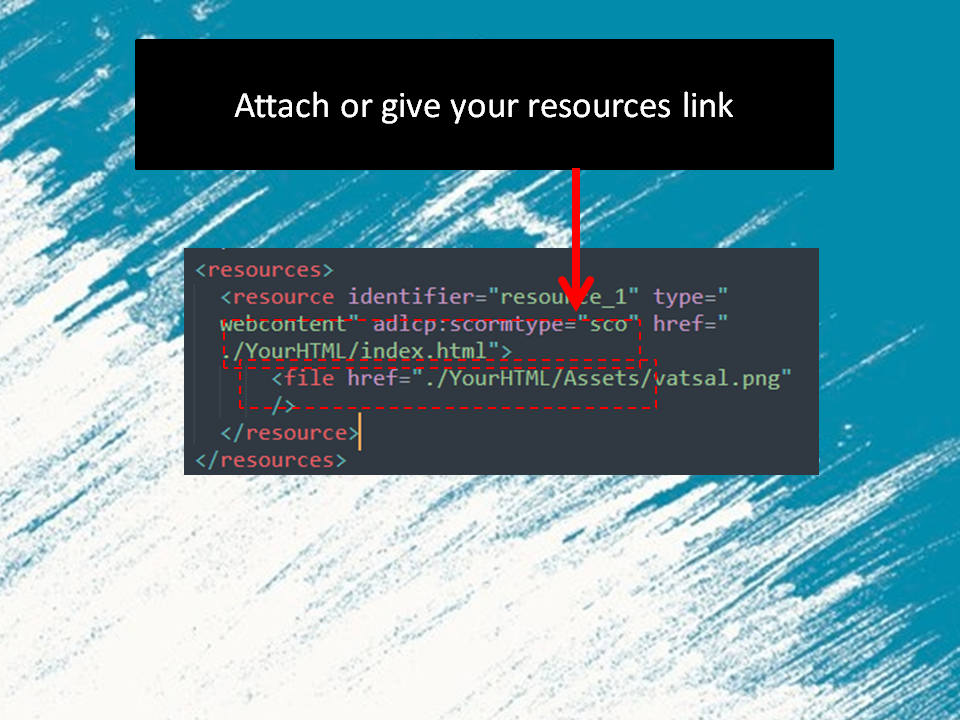 Attach or give your resources link
<resources>
<resource identifier="resource_1" type="
webcontent" adlcp:scormtype="sco" href="
./YourHTML/index.html">
<file href="./YourHTML/Assets/vatsal.png"
/>
</resource>
</resources>